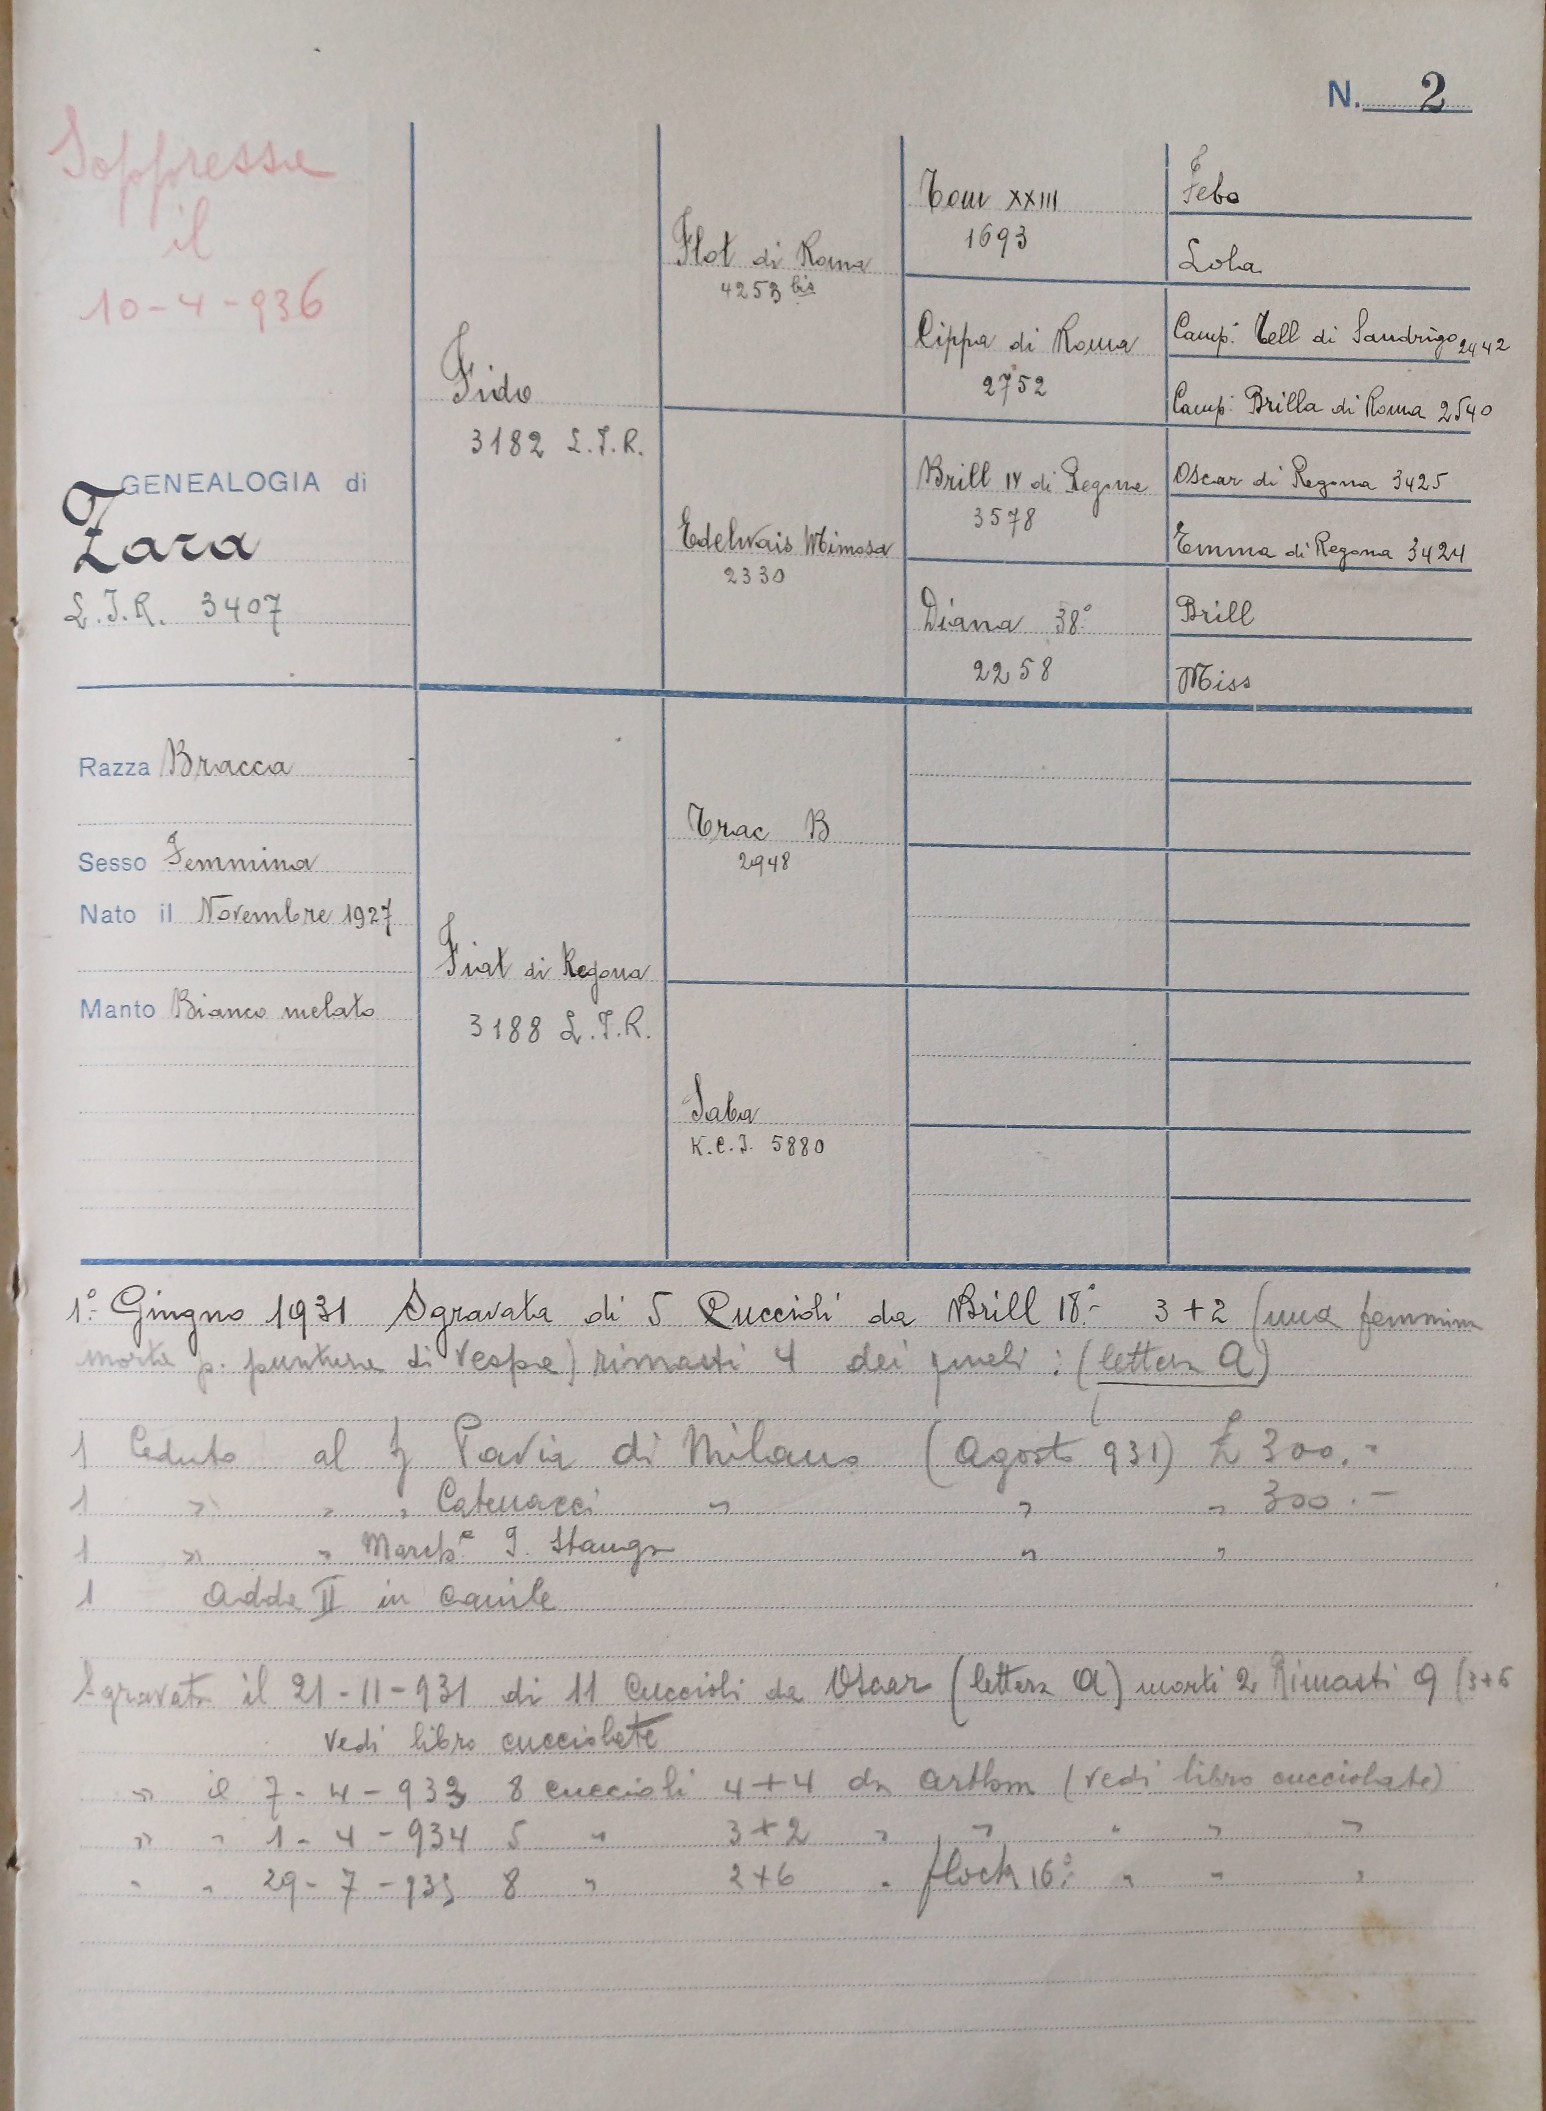 N. 2
Soppressa
il
10-4-936
GENEALOGIA di
Zara
L.I.R. 3407
Razza Bracca
Sesso Femmina
Nato il Novembre 1927
Manto Bianco melato
Fido
3182 L.I.R.
Fiat di Regona
3188 L.I.R.
Flot di Roma
4253 bis
Edelvais Mimosa
2330
Trac B
2948
Saba
K.C.I. 5880
Tom XXIII
1693
Cippa di Roma
2752
Brill IV di Regona
3578
Diana 38°
2258
Febo
Lola
Camp: Tell di Sandrigo 2442
Camp: Brilla di Roma 2540
Oscar di Regona 3425
Emma di Regona 3424
Brill
Miss
1°- Giugno 1931 Sgravata di 5 Cuccioli da Brill 18°- 3+2 (una femmina
morta p. puntura di vespa) rimasti 4 dei quali : (lettera A)
1 Ceduto al Pavia di Milano (Agosto 931) £ 300.-
1 » " " Catenacci " " " 300.-
1 » " March.e G. Stanga " "
1 Adda II in canile
Sgravata il 21-11-931 di 11 cuccioli da Oscar (lettera A) morti 2 Rimasti 9 (3+6
vedi libro cucciolate
» il 7-4-933 8 cuccioli 4+4 da (vedi libro cucciolate)
» " 1-4-934 5 " 3+2 " " " " "
" " 29-7-935 8 " 2+6 " flock 16°: " " "